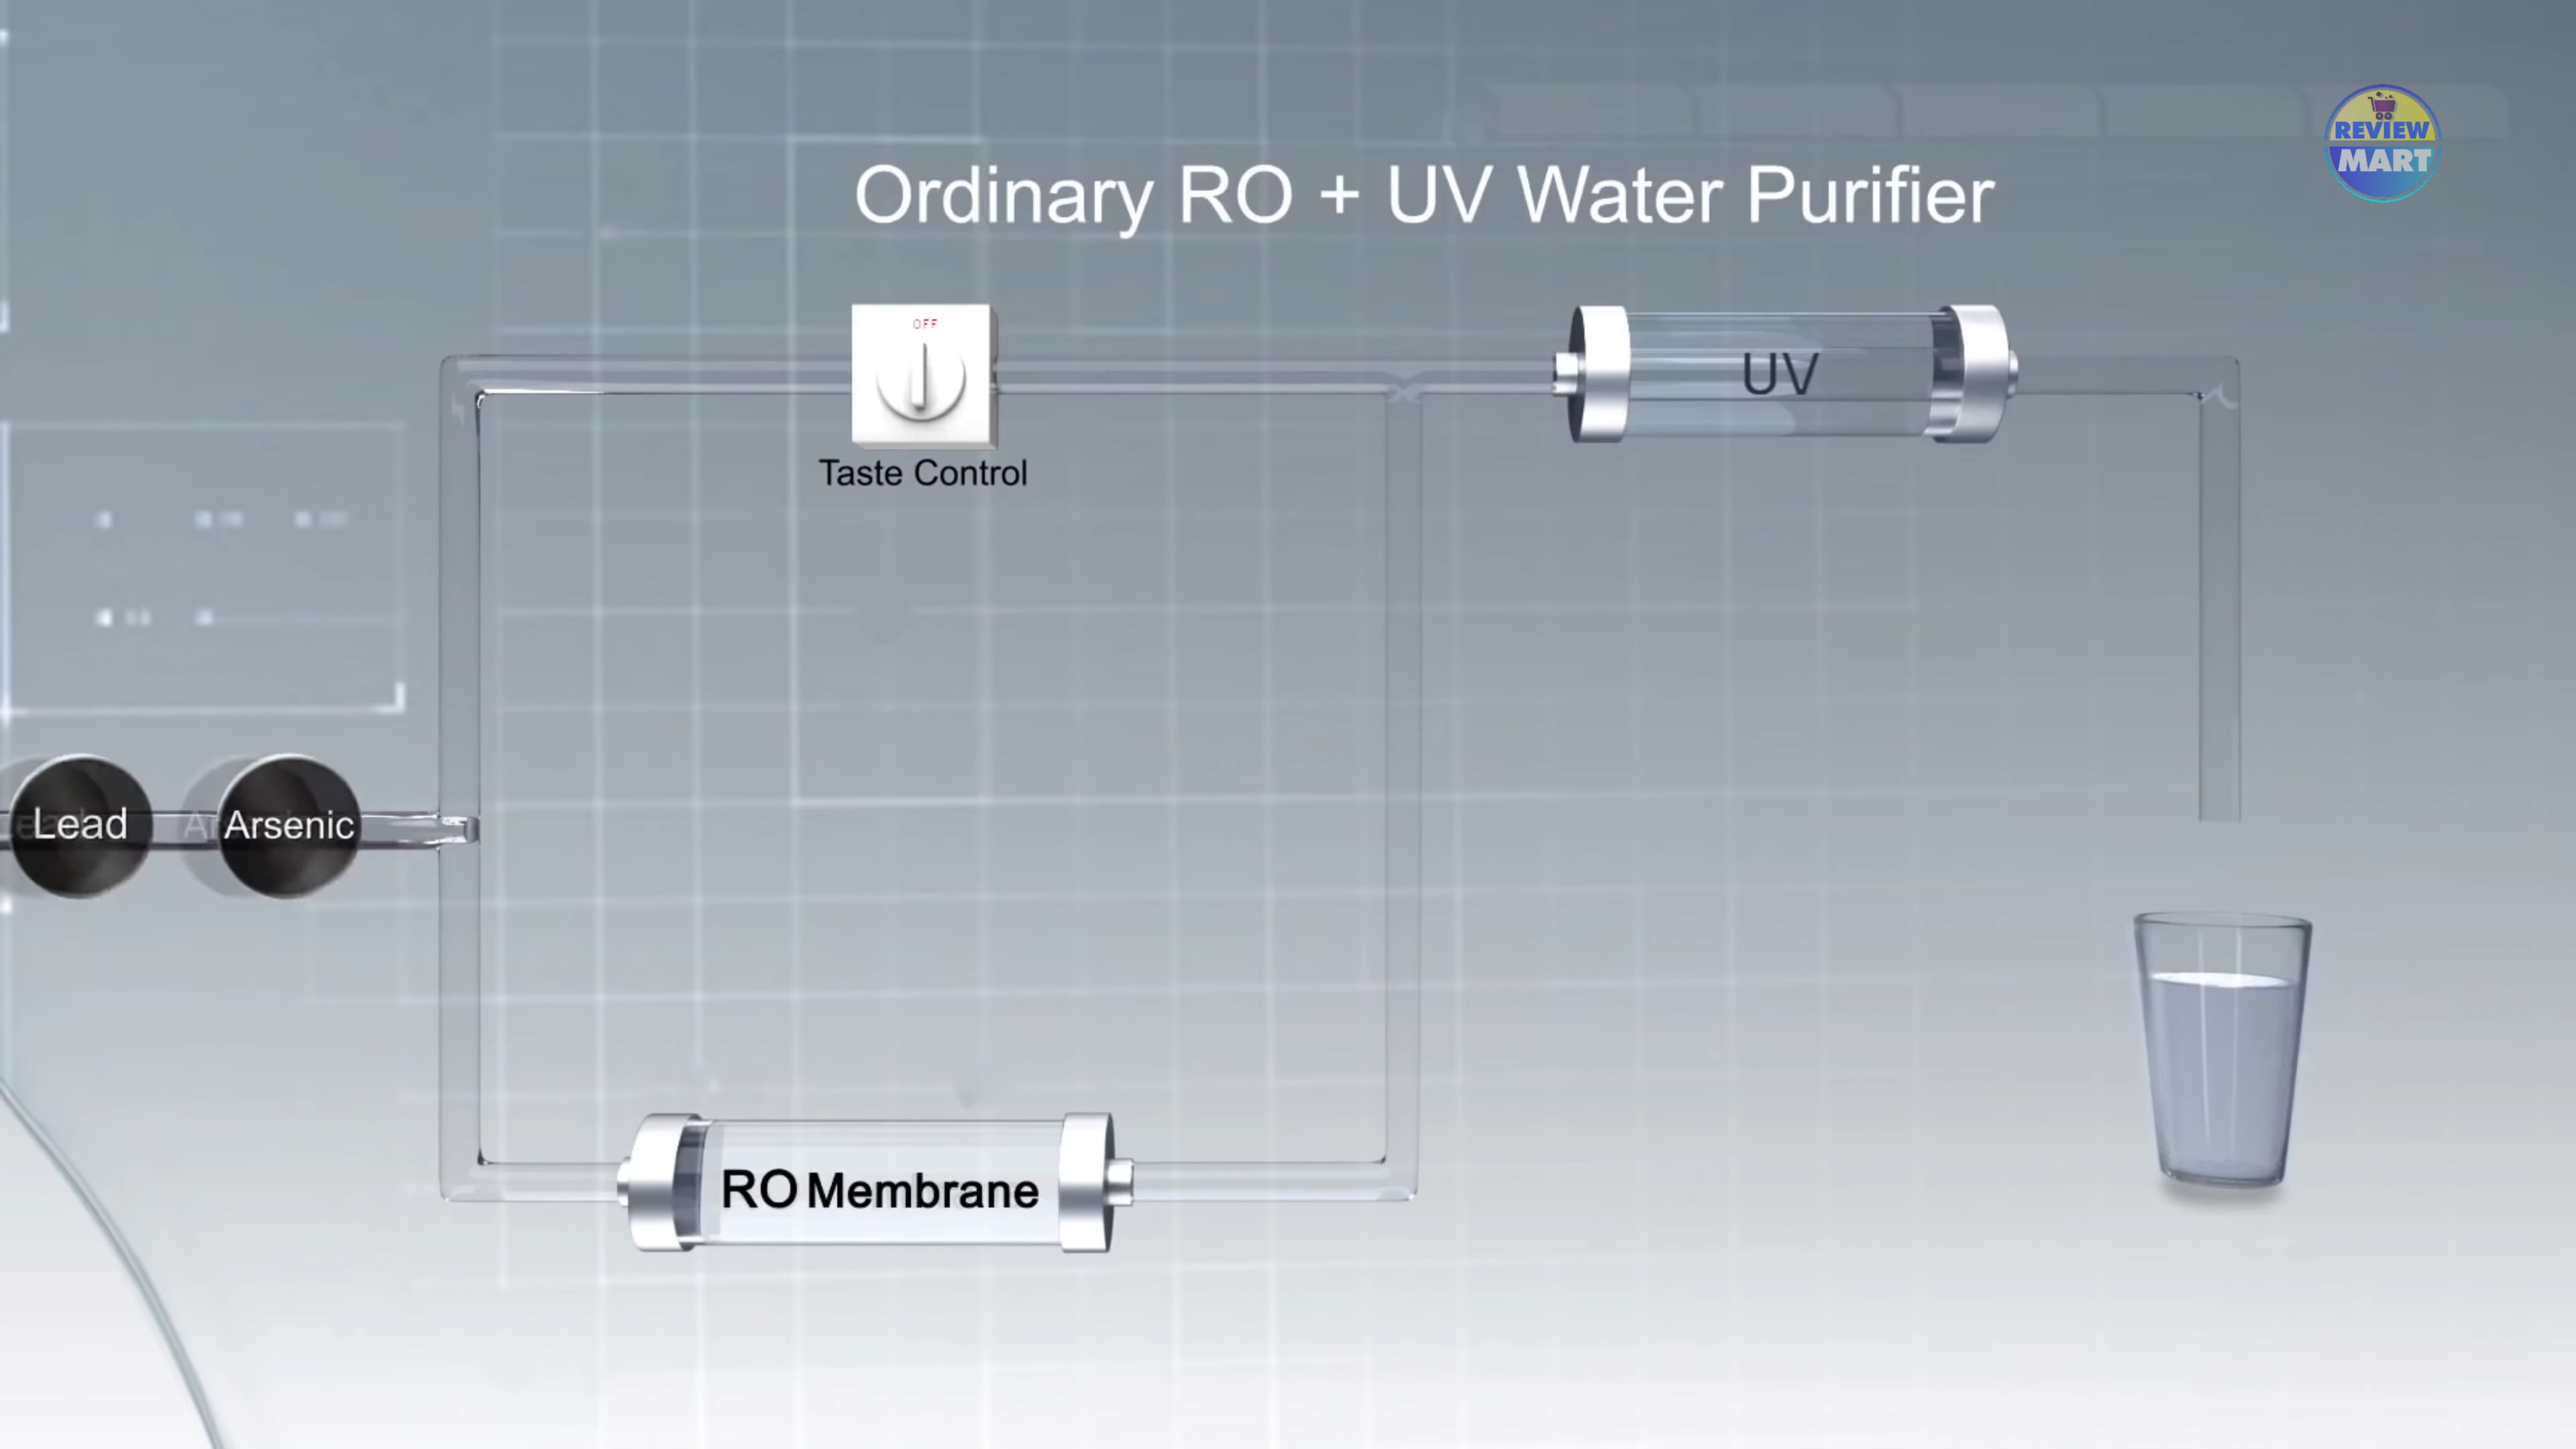 REVIEW
MART
Ordinary RO + UV Water Purifier
OFF
UV
Taste Control
Lead
Arsenic
RO Membrane